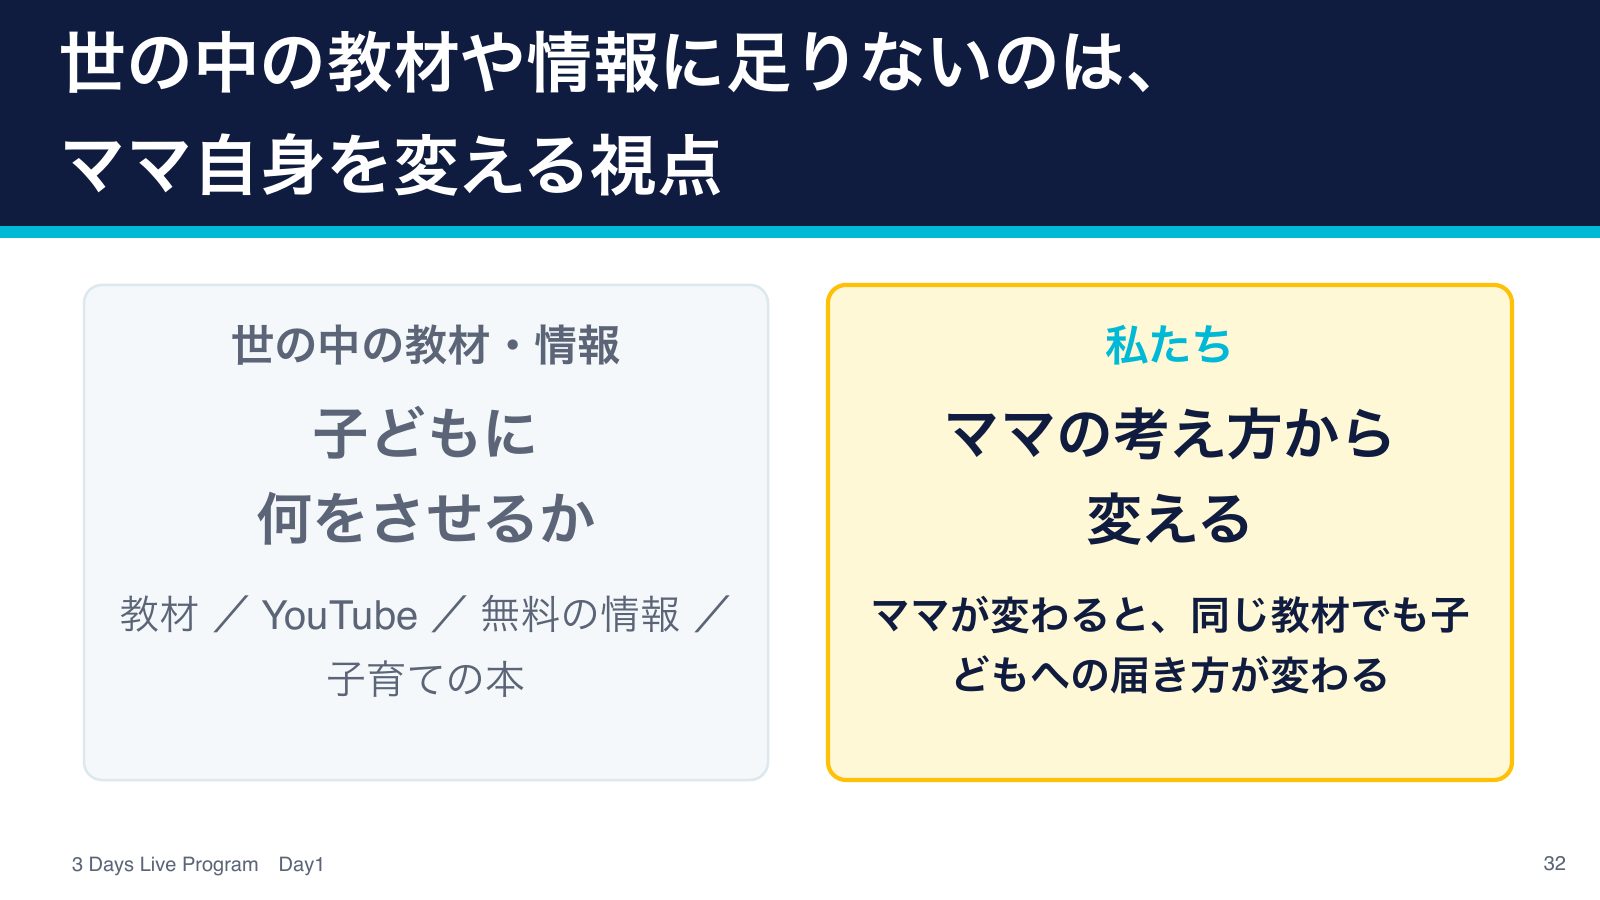 世の中の教材や情報に足りないのは、
ママ自身を変える視点
世の中の教材・情報
子どもに
何をさせるか
教材 ／ YouTube ／ 無料の情報 ／
子育ての本
私たち
ママの考え方から
変える
ママが変わると、同じ教材でも子
どもへの届き方が変わる
3 Days Live Program　Day1
32